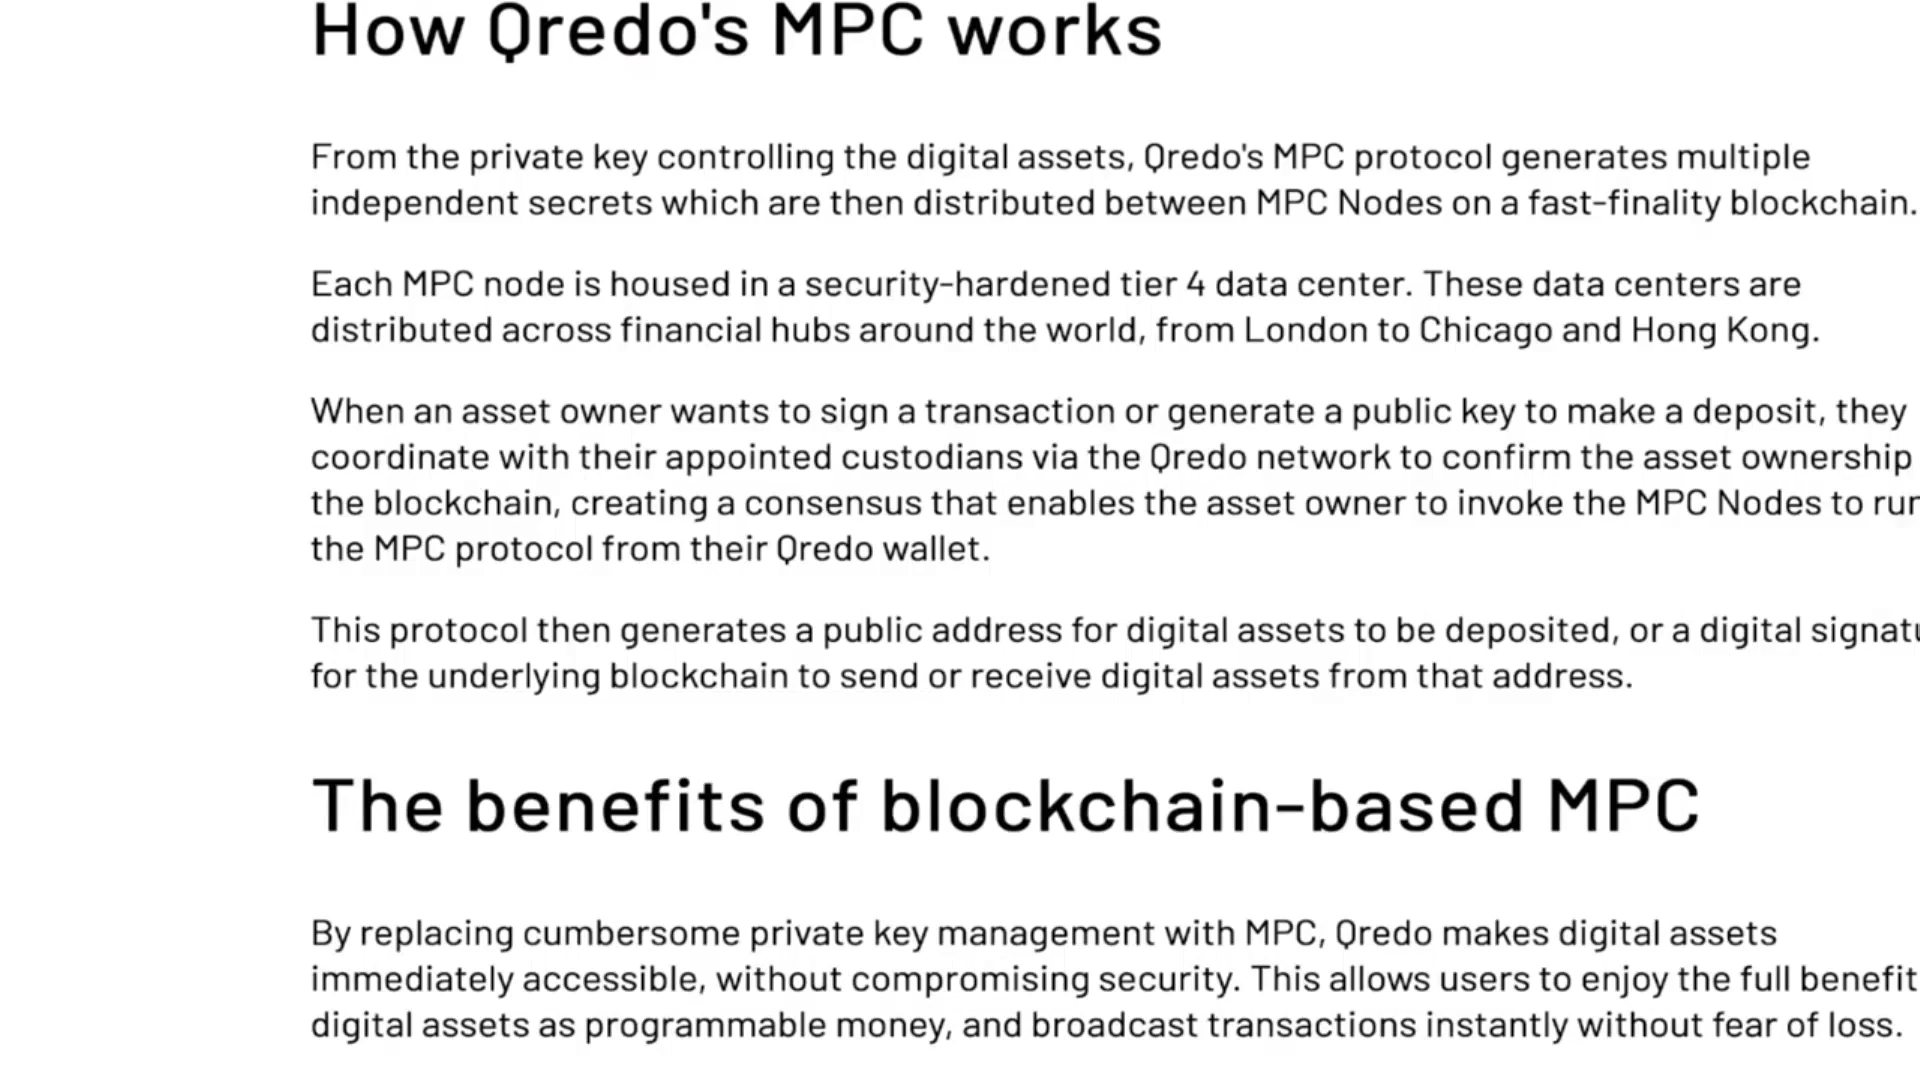 How Qredo's MPC works
From the private key controlling the digital assets, Qredo's MPC protocol generates multiple
independent secrets which are then distributed between MPC Nodes on a fast-finality blockchain.
Each MPC node is housed in a security-hardened tier 4 data center. These data centers are
distributed across financial hubs around the world, from London to Chicago and Hong Kong.
When an asset owner wants to sign a transaction or generate a public key to make a deposit, they
coordinate with their appointed custodians via the Qredo network to confirm the asset ownership
the blockchain, creating a consensus that enables the asset owner to invoke the MPC Nodes to
the MPC protocol from their Qredo wallet.
This protocol then generates a public address for digital assets to be deposited, or a digital
for the underlying blockchain to send or receive digital assets from that address.
The benefits of blockchain-based MPC
By replacing cumbersome private key management with MPC, Qredo makes digital assets
immediately accessible, without compromising security. This allows users to enjoy the full benefit
digital assets as programmable money, and broadcast transactions instantly without fear of loss.